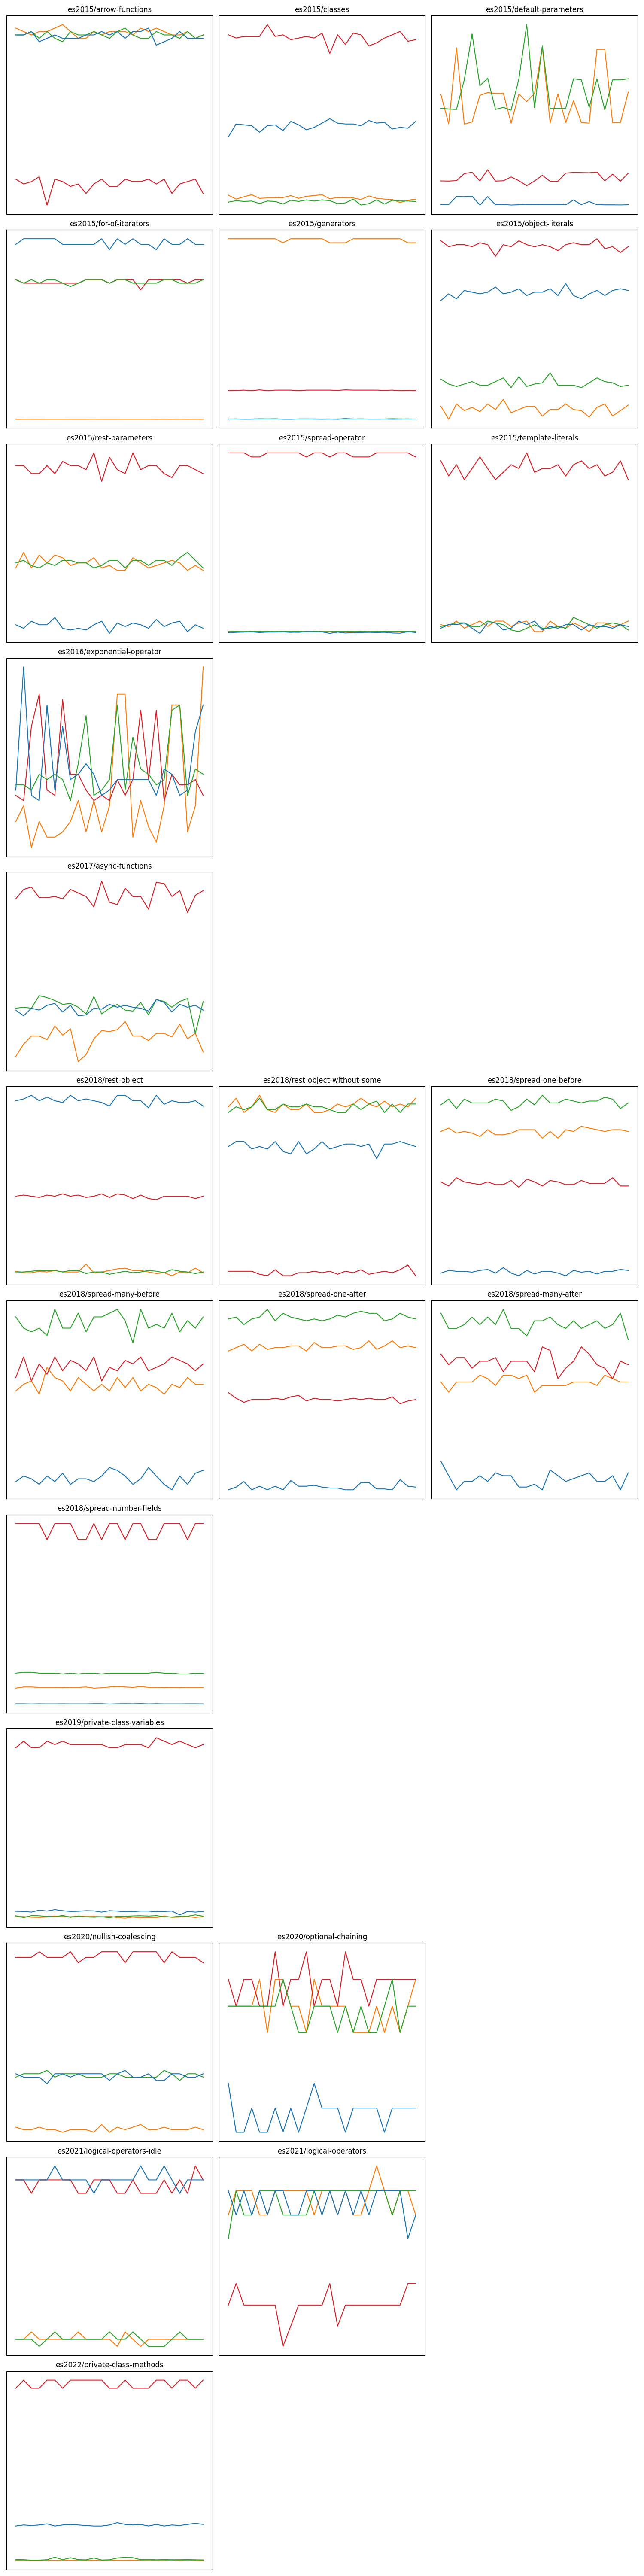 es2015/arrow-functions
es2015/classes
es2015/default-parameters
es2015/for-of-iterators
es2015/generators
es2015/object-literals
es2015/rest-parameters
es2015/spread-operator
es2015/template-literals
es2016/exponential-operator
es2017/async-functions
es2018/rest-object
es2018/rest-object-without-some
es2018/spread-one-before
es2018/spread-many-before
es2018/spread-one-after
es2018/spread-many-after
es2018/spread-number-fields
es2019/private-class-variables
es2020/nullish-coalescing
es2020/optional-chaining
es2021/logical-operators-idle
es2021/logical-operators
es2022/private-class-methods